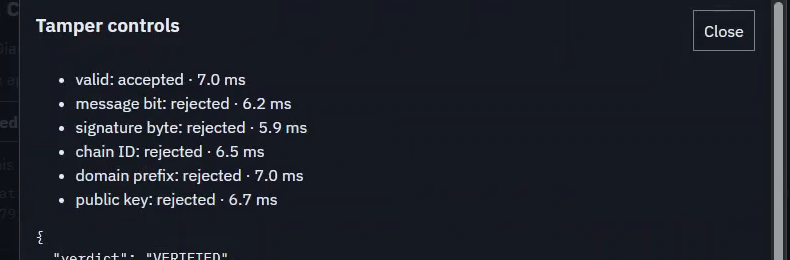 Tamper controls
Close
• valid: accepted · 7.0 ms
• message bit: rejected · 6.2 ms
• signature byte: rejected · 5.9 ms
• chain ID: rejected · 6.5 ms
• domain prefix: rejected · 7.0 ms
• public key: rejected · 6.7 ms
{
"verdict": "VERIFIED"